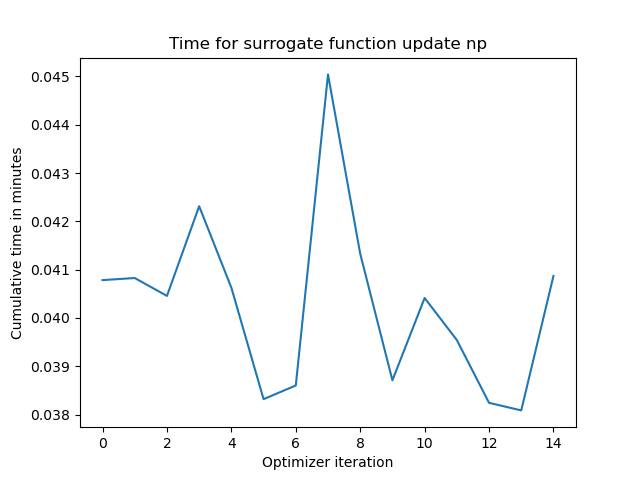 Time for surrogate function update np
0.045
0.044
0.043
0.042
0.041
0.040
0.039
0.038
Cumulative time in minutes
0 2 4 6 8 10 12 14
Optimizer iteration